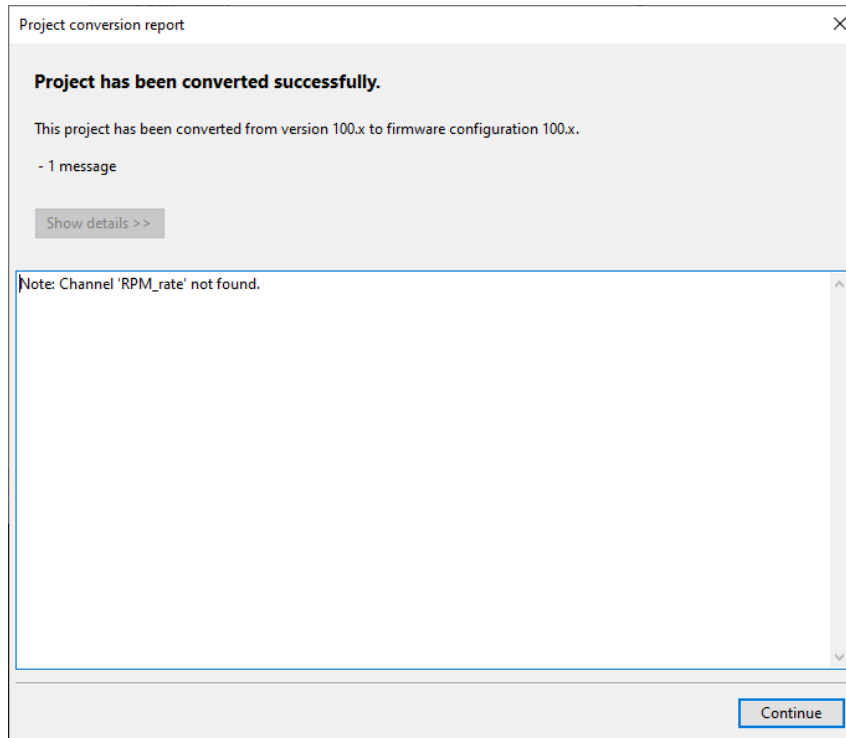 Project conversion report
Project has been converted successfully.
This project has been converted from version 100.x to firmware configuration 100.x.
- 1 message
Show details >>
Note: Channel 'RPM_rate' not found.
Continue